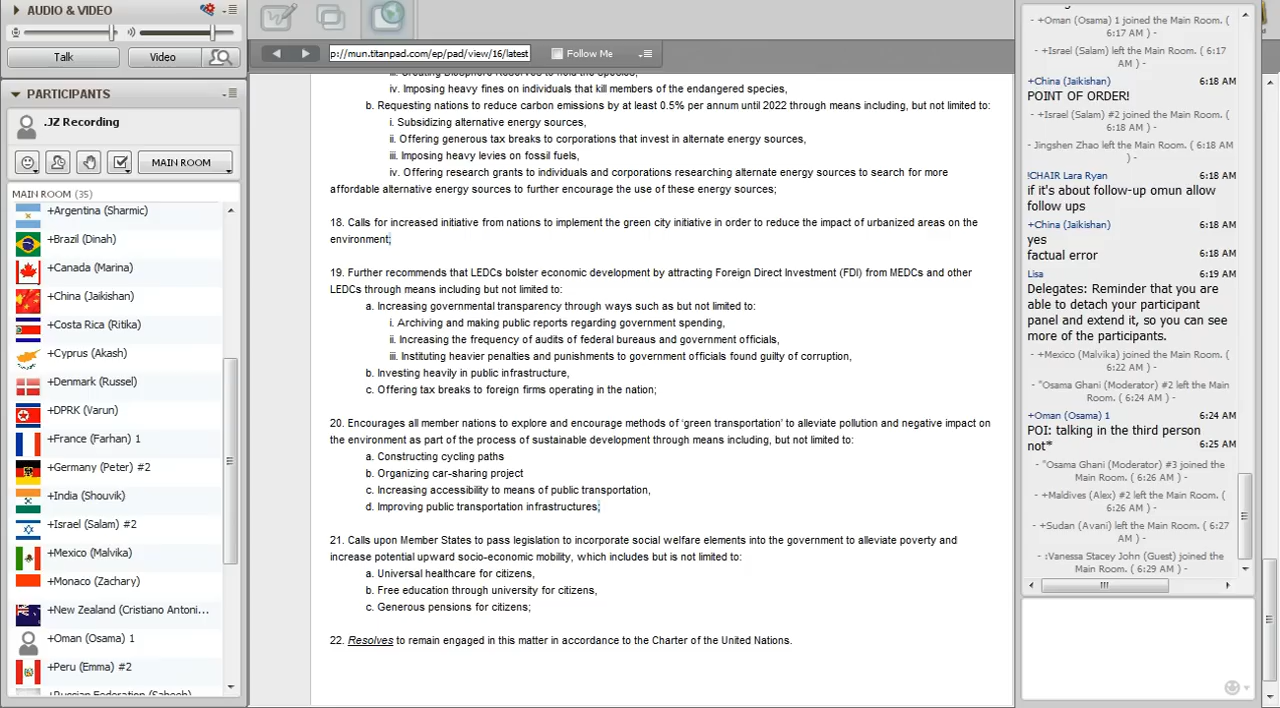 AUDIO & VIDEO
Talk
Video
PARTICIPANTS
.JZ Recording
MAIN ROOM
MAIN ROOM (35)
+Argentina (Sharmic)
+Brazil (Dinah)
+Canada (Marina)
+China (Jaikishan)
+Costa Rica (Ritika)
+Cyprus (Akash)
+Denmark (Russel)
+DPRK (Varun)
+France (Farhan) 1
+Germany (Peter) #2
+India (Shouvik)
+Israel (Salam) #2
+Mexico (Malvika)
+Monaco (Zachary)
+New Zealand (Cristiano Antoni...
+Oman (Osama) 1
+Peru (Emma) #2
+Russian Federation (Sabeeh)
p://mun.titanpad.com/ep/pad/view/16/latest
Follow Me
iii. Creating Biosphere Reserves to hold the species,
iv. Imposing heavy fines on individuals that kill members of the endangered species,
b. Requesting nations to reduce carbon emissions by at least 0.5% per annum until 2022 through means including, but not limited to:
i. Subsidizing alternative energy sources,
ii. Offering generous tax breaks to corporations that invest in alternate energy sources,
iii. Imposing heavy levies on fossil fuels,
iv. Offering research grants to individuals and corporations researching alternate energy sources to search for more
affordable alternative energy sources to further encourage the use of these energy sources;
18. Calls for increased initiative from nations to implement the green city initiative in order to reduce the impact of urbanized areas on the
environment;
19. Further recommends that LEDCs bolster economic development by attracting Foreign Direct Investment (FDI) from MEDCs and other
LEDCs through means including but not limited to:
a. Increasing governmental transparency through ways such as but not limited to:
i. Archiving and making public reports regarding government spending,
ii. Increasing the frequency of audits of federal bureaus and government officials,
iii. Instituting heavier penalties and punishments to government officials found guilty of corruption,
b. Investing heavily in public infrastructure,
c. Offering tax breaks to foreign firms operating in the nation;
20. Encourages all member nations to explore and encourage methods of ‘green transportation’ to alleviate pollution and negative impact on
the environment as part of the process of sustainable development through means including, but not limited to:
a. Constructing cycling paths
b. Organizing car-sharing project
c. Increasing accessibility to means of public transportation,
d. Improving public transportation infrastructures;
21. Calls upon Member States to pass legislation to incorporate social welfare elements into the government to alleviate poverty and
increase potential upward socio-economic mobility, which includes but is not limited to:
a. Universal healthcare for citizens,
b. Free education through university for citizens,
c. Generous pensions for citizens;
22. Resolves to remain engaged in this matter in accordance to the Charter of the United Nations.
- +Oman (Osama) 1 joined the Main Room. (
6:17 AM ) -
- +Israel (Salam) left the Main Room. ( 6:17
AM ) -
+China (Jaikishan) 6:18 AM
POINT OF ORDER!
- +Israel (Salam) #2 joined the Main Room. (
6:18 AM ) -
- Jingshen Zhao left the Main Room. ( 6:18 AM
) -
!CHAIR Lara Ryan 6:18 AM
if it's about follow-up omun allow
follow ups
+China (Jaikishan) 6:18 AM
yes
factual error 6:18 AM
Lisa 6:19 AM
Delegates: Reminder that you are
able to detach your participant
panel and extend it, so you can see
more of the participants.
- +Mexico (Malvika) joined the Main Room. (
6:22 AM ) -
- "Osama Ghani (Moderator) #2 left the Main
Room. ( 6:24 AM ) -
+Oman (Osama) 1 6:24 AM
POI: talking in the third person
not* 6:25 AM
- "Osama Ghani (Moderator) #3 joined the
Main Room. ( 6:26 AM ) -
- +Maldives (Alex) #2 left the Main Room. (
6:26 AM ) -
- +Sudan (Avani) left the Main Room. ( 6:27
AM ) -
- :Vanessa Stacey John (Guest) joined the
Main Room. ( 6:29 AM ) -